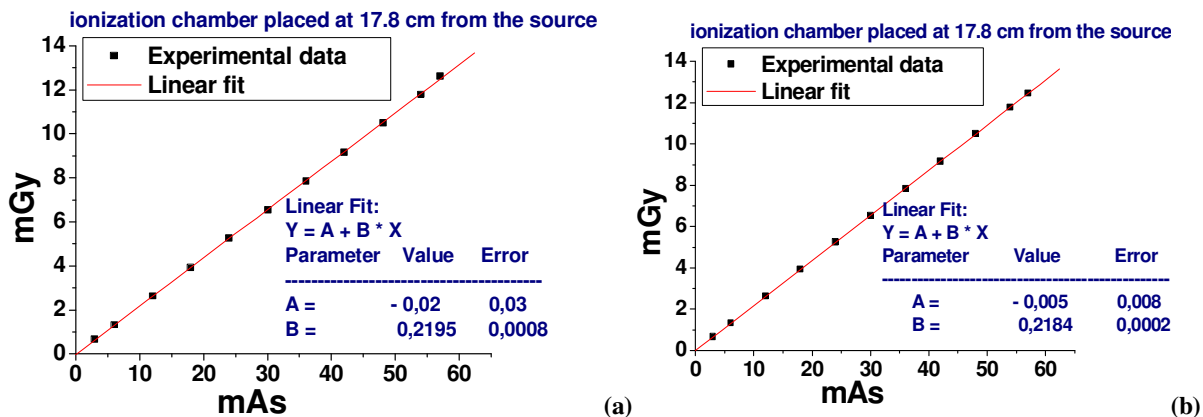 ionization chamber placed at 17.8 cm from the source
14
12
10
8
6
4
2
0
mGy
Experimental data
Linear fit
Linear Fit:
Y = A + B * X
Parameter Value Error
----------------------------------------
A = - 0,02 0,03
B = 0,2195 0,0008
0 10 20 30 40 50 60
mAs
(a)
ionization chamber placed at 17.8 cm from the source
14
12
10
8
6
4
2
0
mGy
Experimental data
Linear fit
Linear Fit:
Y = A + B * X
Parameter Value Error
------------------------------------------------
A = - 0,005 0,008
B = 0,2184 0,0002
0 10 20 30 40 50 60
mAs
(b)